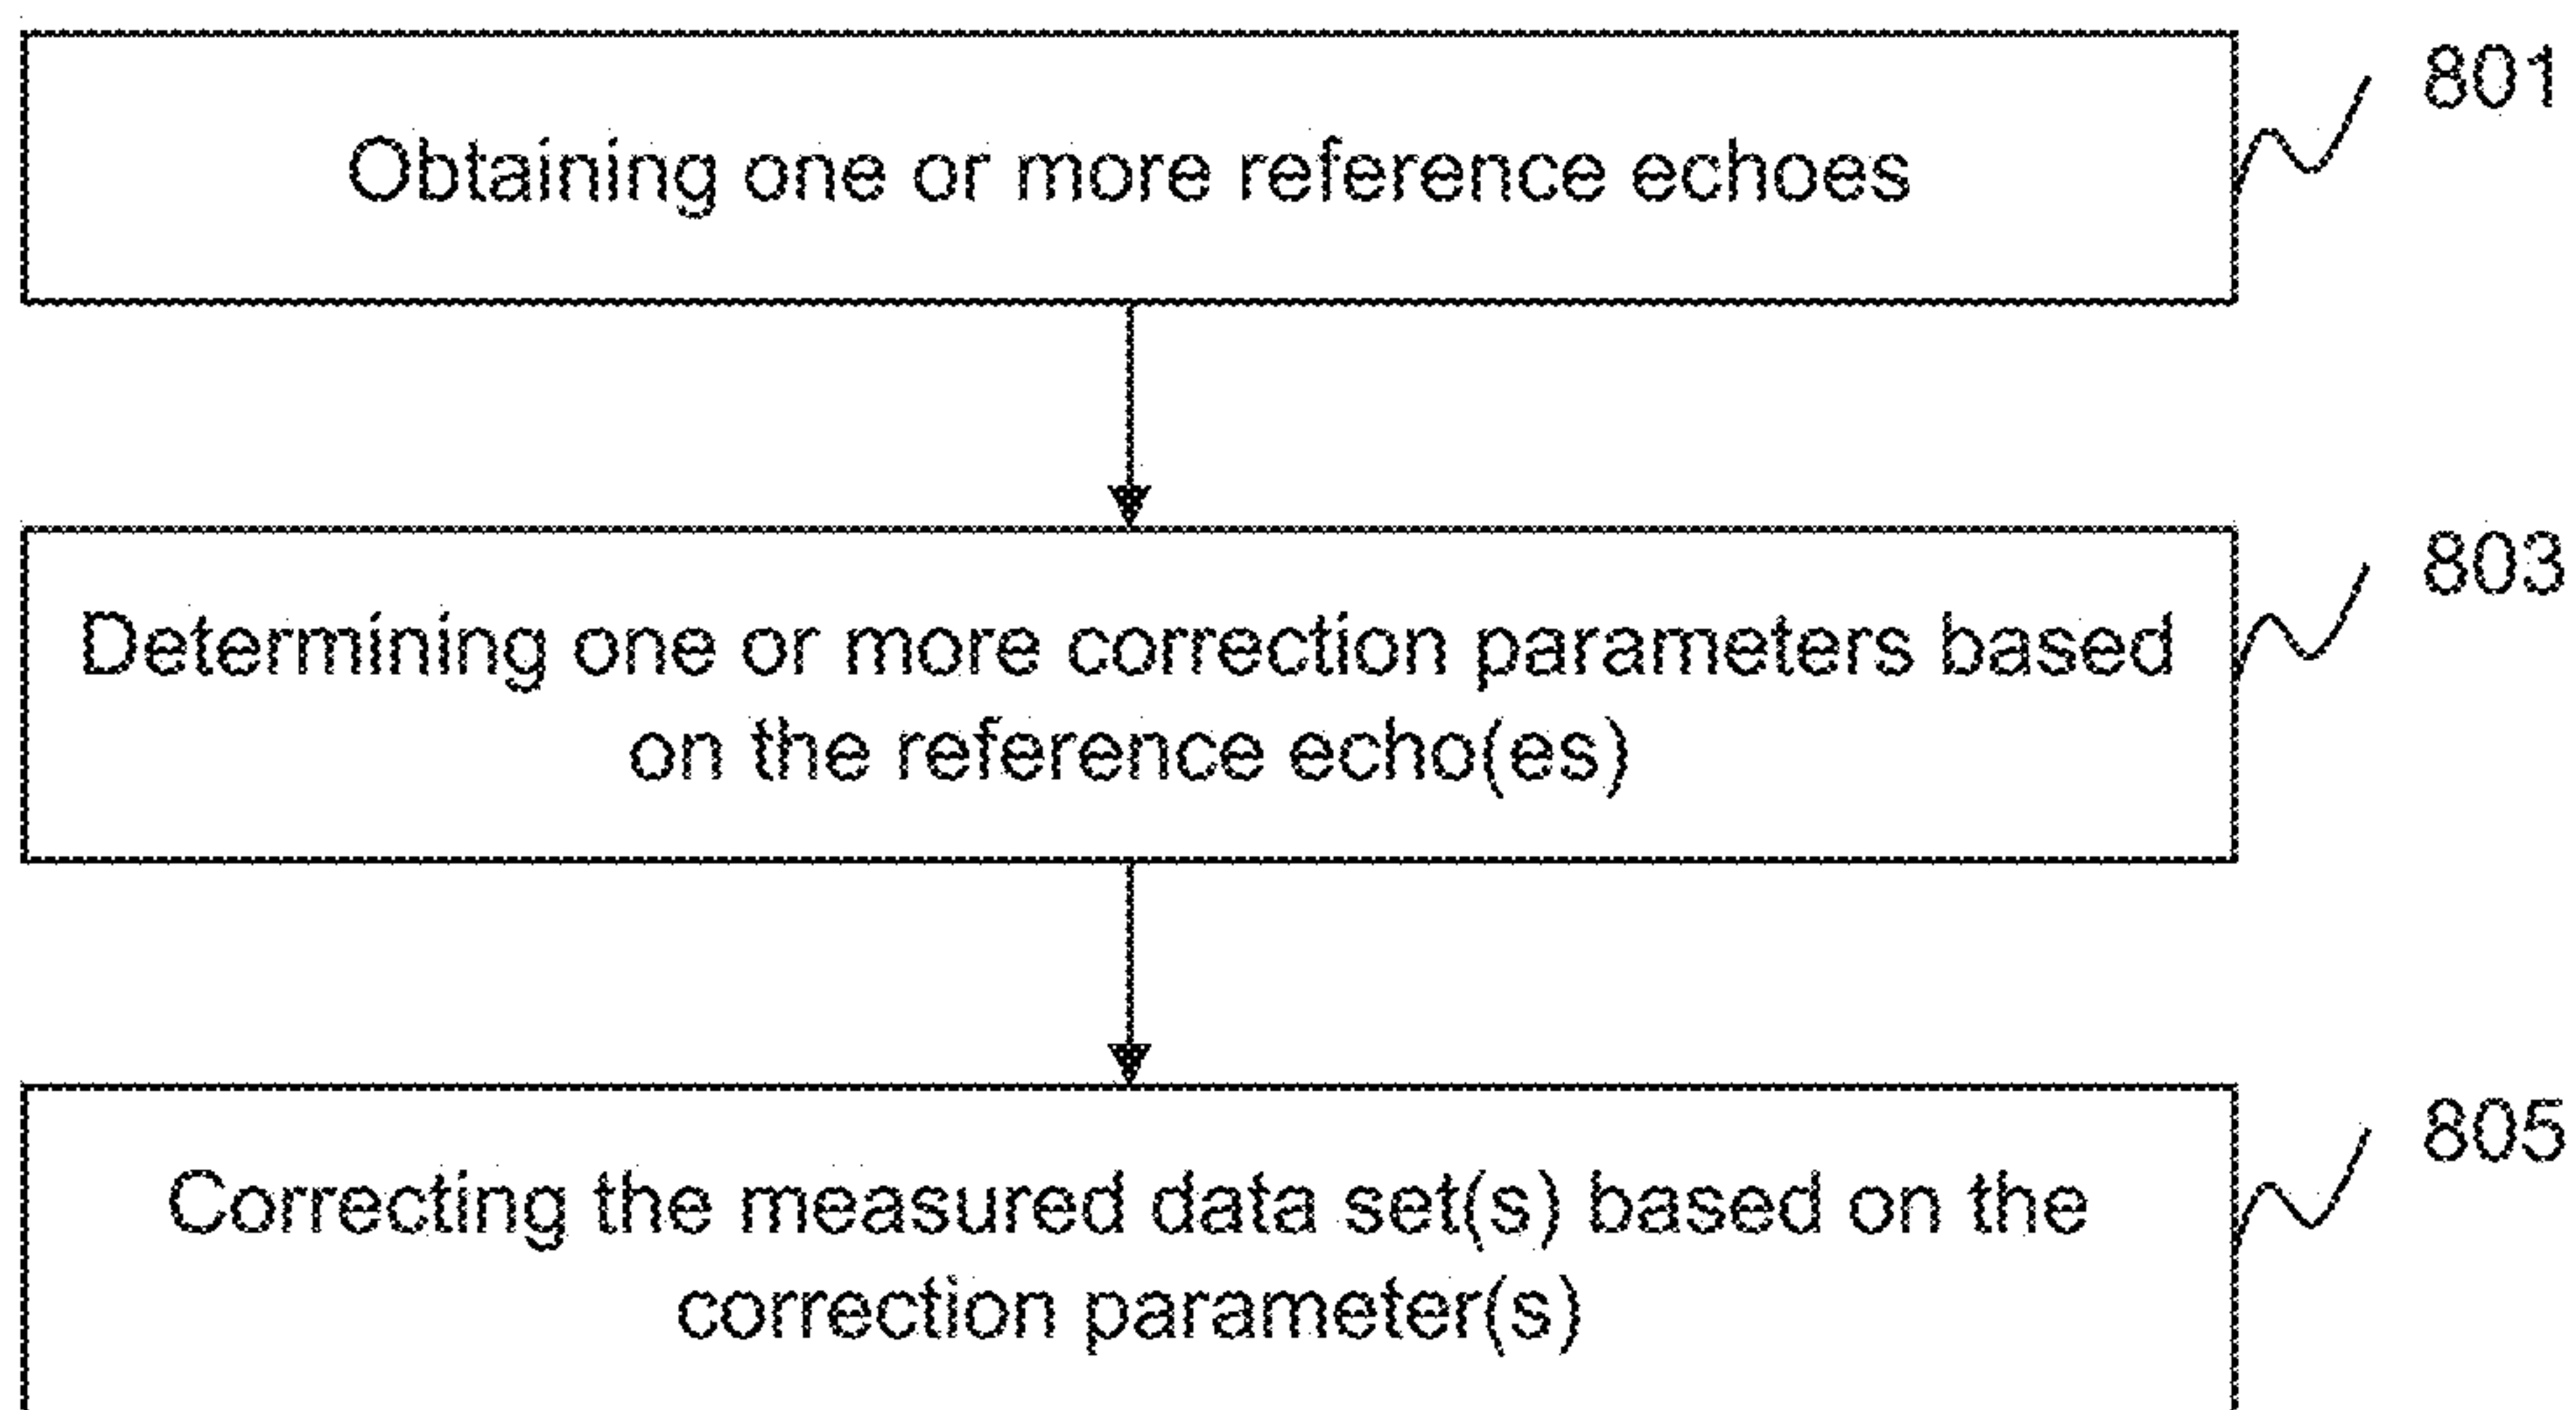 801
Obtaining one or more reference echoes
803
Determining one or more correction parameters based
on the reference echo(es)
805
Correcting the measured data set(s) based on the
correction parameter(s)